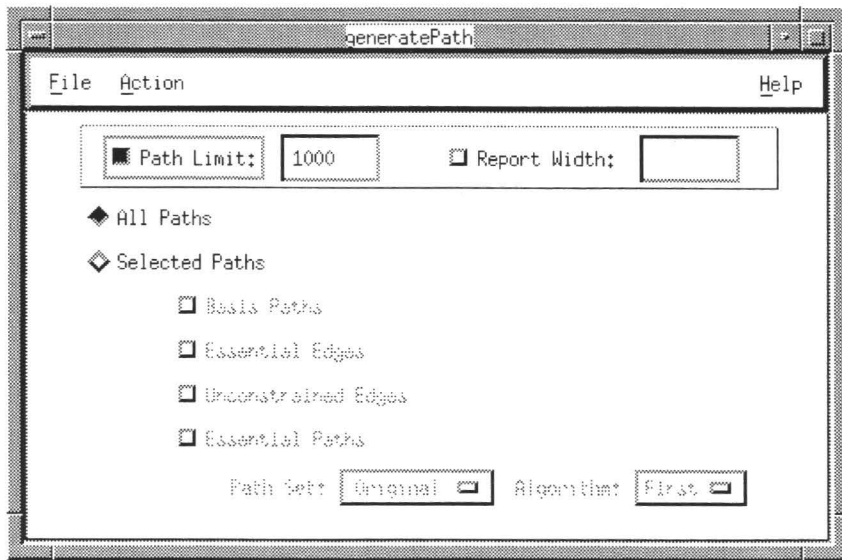 generatePath
File Action Help
Path Limit: 1000 Report Width:
All Paths
Selected Paths
Basis Paths
Essential Edges
Unconstrained Edges
Essential Paths
Path Set: Original Algorithm: First